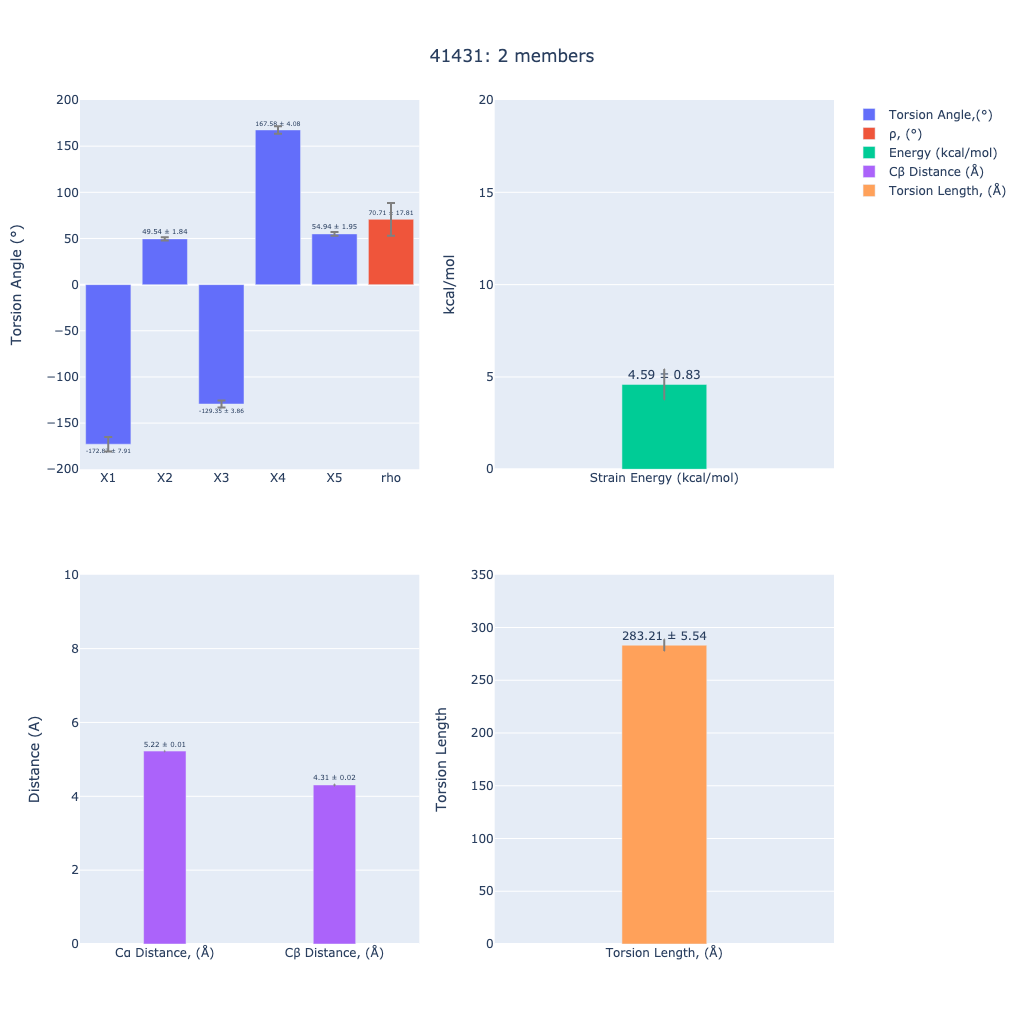 41431: 2 members
Torsion Angle (°)
200
150
100
50
0
−50
−100
−150
−200
167.58 ± 4.08
70.71 ± 17.81
49.54 ± 1.84
54.94 ± 1.95
-129.35 ± 3.86
± 7.91
X1 X2 X3 X4 X5 rho
kcal/mol
20
15
10
5
0
4.59 ± 0.83
Strain Energy (kcal/mol)
Torsion Angle,(°)
ρ, (°)
Energy (kcal/mol)
Cβ Distance (Å)
Torsion Length, (Å)
Distance (A)
10
8
6
4
2
0
5.22 ± 0.01
4.31 ± 0.02
Cα Distance, (Å) Cβ Distance, (Å)
Torsion Length
350
300
250
200
150
100
50
0
283.21 ± 5.54
Torsion Length, (Å)